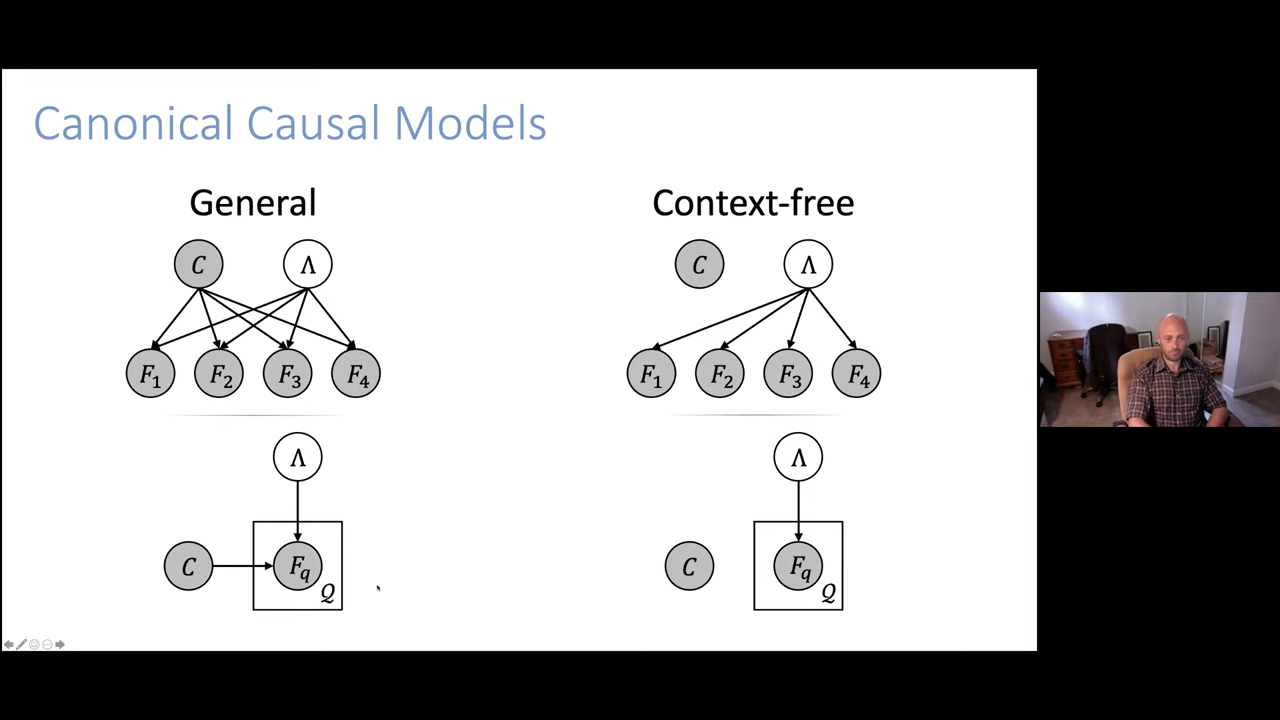 Canonical Causal Models
General
C Λ
F1 F2 F3 F4
Λ
C Fq
Q
Context-free
C Λ
F1 F2 F3 F4
Λ
C Fq
Q